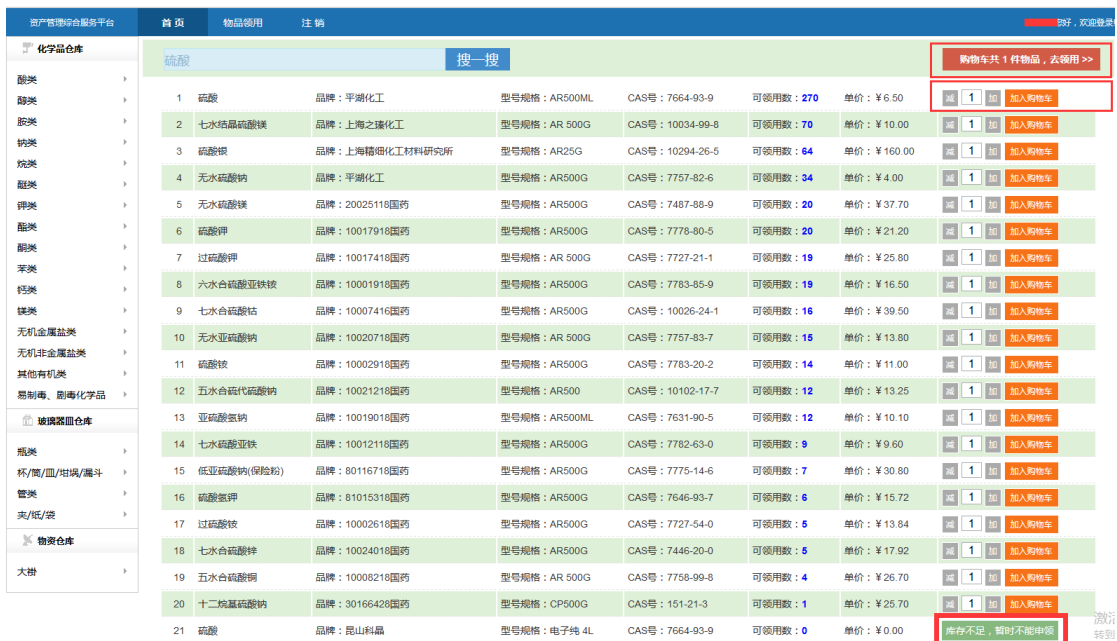 资产管理综合服务平台 首 页 物品领用 注 销 您好，欢迎登录
化学品仓库
硫酸 搜一搜 购物车共 1 件物品，去领用 >>
酸类
醇类
胺类
钠类
烷类
醚类
钾类
酯类
酮类
苯类
钙类
镁类
无机金属盐类
无机非金属盐类
其他有机类
易制毒、剧毒化学品
玻璃器皿仓库
瓶类
杯/筒/皿/坩埚/漏斗
管类
夹/纸/袋
物资仓库
大褂
1 硫酸 品牌：平湖化工 型号规格：AR500ML CAS号：7664-93-9 可领用数：270 单价：￥6.50 减 1 加 加入购物车
2 七水结晶硫酸镁 品牌：上海之臻化工 型号规格：AR 500G CAS号：10034-99-8 可领用数：70 单价：￥10.00 减 1 加 加入购物车
3 硫酸银 品牌：上海精细化工材料研究所 型号规格：AR25G CAS号：10294-26-5 可领用数：64 单价：￥160.00 减 1 加 加入购物车
4 无水硫酸钠 品牌：平湖化工 型号规格：AR500G CAS号：7757-82-6 可领用数：34 单价：￥4.00 减 1 加 加入购物车
5 无水硫酸镁 品牌：20025118国药 型号规格：AR500G CAS号：7487-88-9 可领用数：20 单价：￥37.70 减 1 加 加入购物车
6 硫酸钾 品牌：10017918国药 型号规格：AR500G CAS号：7778-80-5 可领用数：20 单价：￥21.20 减 1 加 加入购物车
7 过硫酸钾 品牌：10017418国药 型号规格：AR 500G CAS号：7727-21-1 可领用数：19 单价：￥25.80 减 1 加 加入购物车
8 六水合硫酸亚铁铵 品牌：10001918国药 型号规格：AR500G CAS号：7783-85-9 可领用数：19 单价：￥16.50 减 1 加 加入购物车
9 七水合硫酸钴 品牌：10007416国药 型号规格：AR500G CAS号：10026-24-1 可领用数：16 单价：￥39.50 减 1 加 加入购物车
10 无水亚硫酸钠 品牌：10020718国药 型号规格：AR 500G CAS号：7757-83-7 可领用数：15 单价：￥13.80 减 1 加 加入购物车
11 硫酸铵 品牌：10002918国药 型号规格：AR500G CAS号：7783-20-2 可领用数：14 单价：￥11.00 减 1 加 加入购物车
12 五水合硫代硫酸钠 品牌：10021218国药 型号规格：AR500 CAS号：10102-17-7 可领用数：12 单价：￥13.25 减 1 加 加入购物车
13 亚硫酸氢钠 品牌：10019018国药 型号规格：AR500ML CAS号：7631-90-5 可领用数：12 单价：￥10.10 减 1 加 加入购物车
14 七水硫酸亚铁 品牌：10012118国药 型号规格：AR500G CAS号：7782-63-0 可领用数：9 单价：￥9.60 减 1 加 加入购物车
15 低亚硫酸钠(保险粉) 品牌：80116718国药 型号规格：AR500G CAS号：7775-14-6 可领用数：7 单价：￥30.80 减 1 加 加入购物车
16 硫酸氢钾 品牌：81015318国药 型号规格：AR500G CAS号：7646-93-7 可领用数：6 单价：￥15.72 减 1 加 加入购物车
17 过硫酸铵 品牌：10002618国药 型号规格：AR500G CAS号：7727-54-0 可领用数：5 单价：￥13.84 减 1 加 加入购物车
18 七水合硫酸锌 品牌：10024018国药 型号规格：AR500G CAS号：7446-20-0 可领用数：5 单价：￥17.92 减 1 加 加入购物车
19 五水合硫酸铜 品牌：10008218国药 型号规格：AR 500G CAS号：7758-99-8 可领用数：4 单价：￥26.70 减 1 加 加入购物车
20 十二烷基硫酸钠 品牌：30166428国药 型号规格：CP500G CAS号：151-21-3 可领用数：1 单价：￥25.70 减 1 加 加入购物车
21 硫酸 品牌：昆山科晶 型号规格：电子纯 4L CAS号：7664-93-9 可领用数：0 单价：￥0.00 库存不足，暂时不能申领
激活
转到